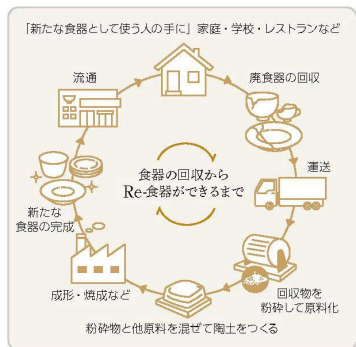 「新たな食器として使う人の手に」家庭・学校・レストランなど
流通
廃食器の回収
食器の回収から
Re-食器ができるまで
運送
新たな
食器の完成
回収物を
粉砕して原料化
成形・焼成など
粉砕物と他原料を混ぜて陶土をつくる